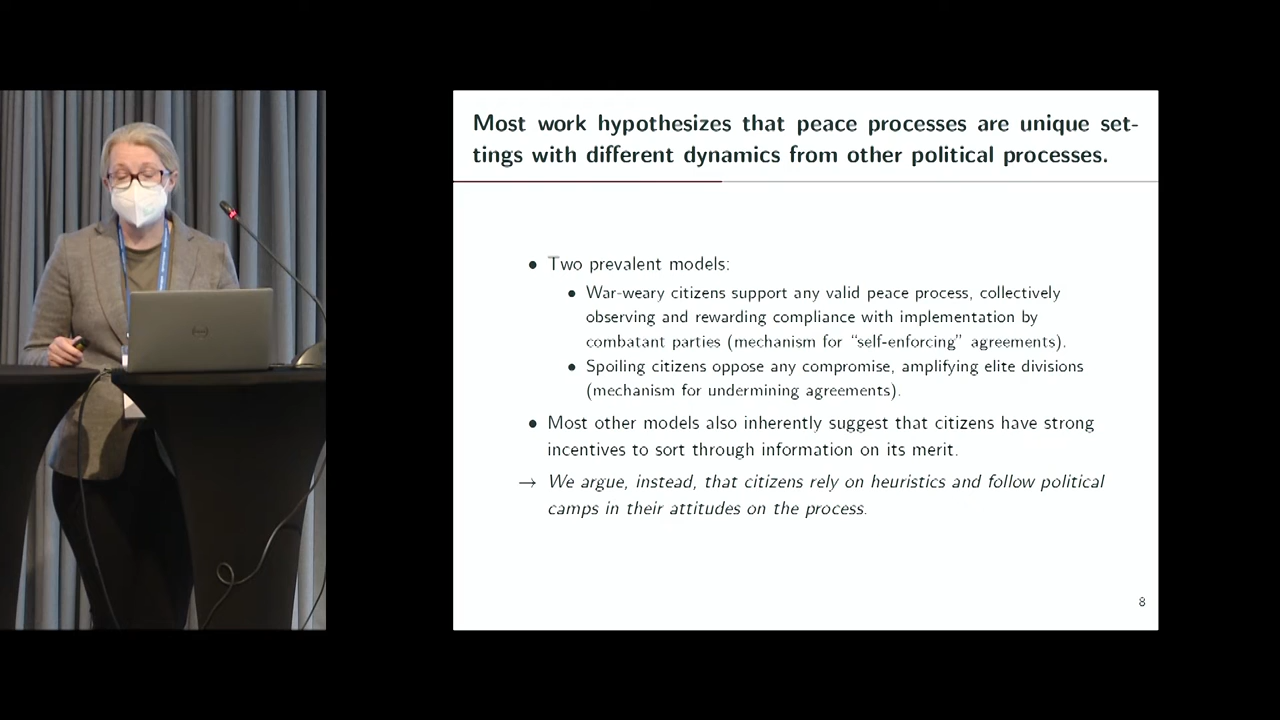 Most work hypothesizes that peace processes are unique set-
tings with different dynamics from other political processes.
• Two prevalent models:
• War-weary citizens support any valid peace process, collectively
observing and rewarding compliance with implementation by
combatant parties (mechanism for “self-enforcing” agreements).
• Spoiling citizens oppose any compromise, amplifying elite divisions
(mechanism for undermining agreements).
• Most other models also inherently suggest that citizens have strong
incentives to sort through information on its merit.
→ We argue, instead, that citizens rely on heuristics and follow political
camps in their attitudes on the process.
8